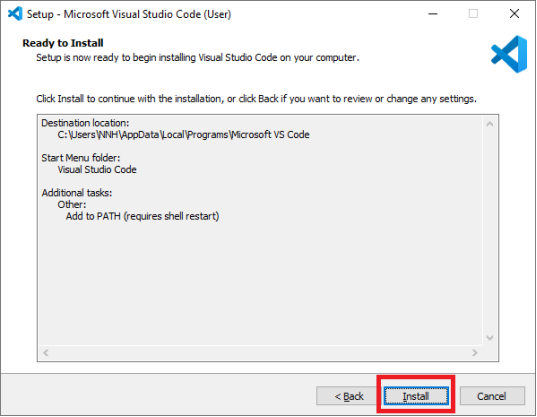 Setup - Microsoft Visual Studio Code (User)
Ready to Install
Setup is now ready to begin installing Visual Studio Code on your computer.
Click Install to continue with the installation, or click Back if you want to review or change any settings.
Destination location:
C:\Users\NNH\AppData\Local\Programs\Microsoft VS Code
Start Menu folder:
Visual Studio Code
Additional tasks:
Other:
Add to PATH (requires shell restart)
< Back
Install
Cancel